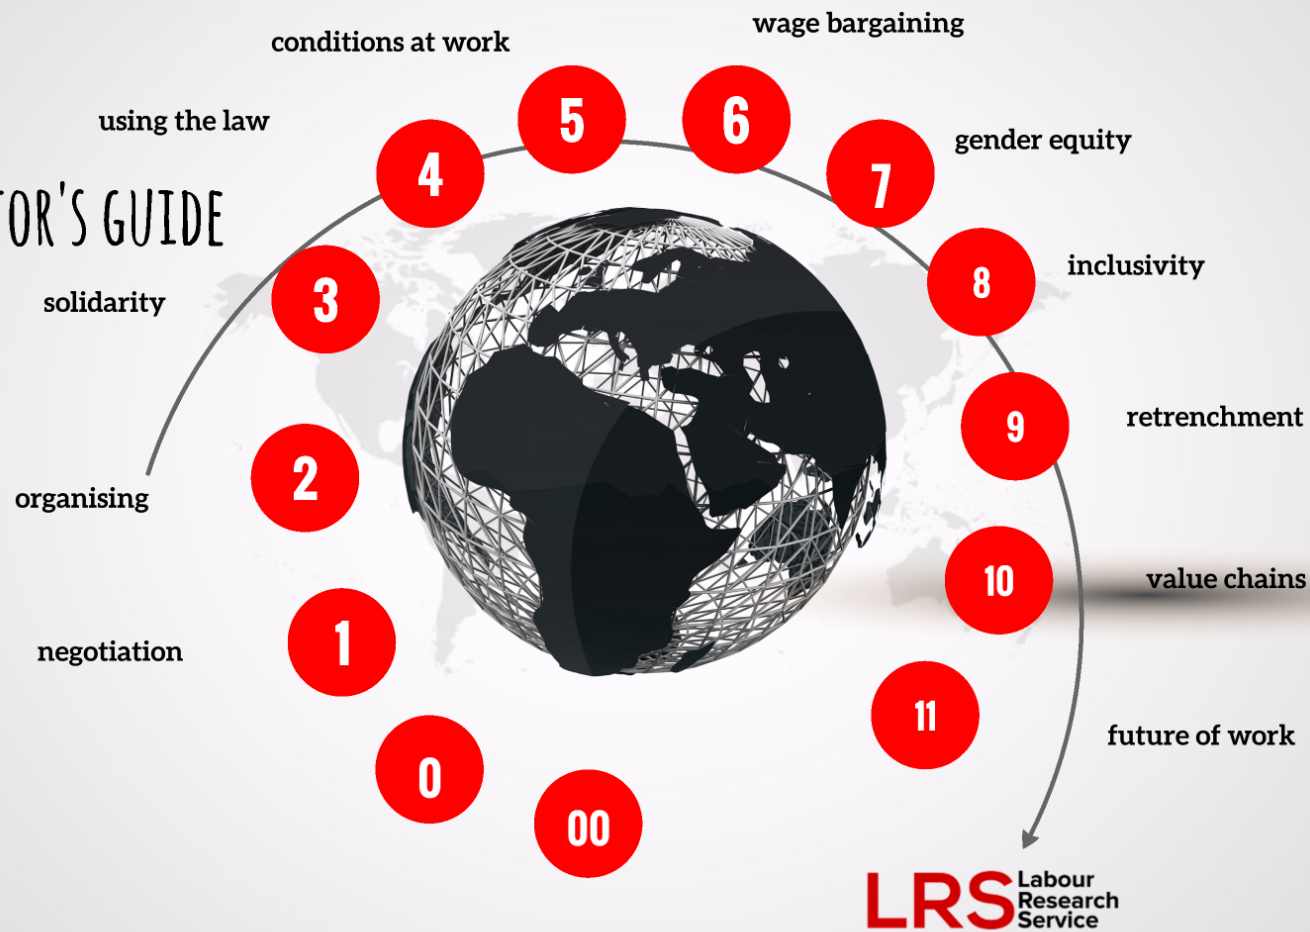 wage bargaining
conditions at work
5
6
using the law
4
7
gender equity
TOR'S GUIDE
3
8
inclusivity
solidarity
9
retrenchment
2
organising
10
value chains
1
negotiation
11
future of work
0
00
LRS Labour
Research
Service